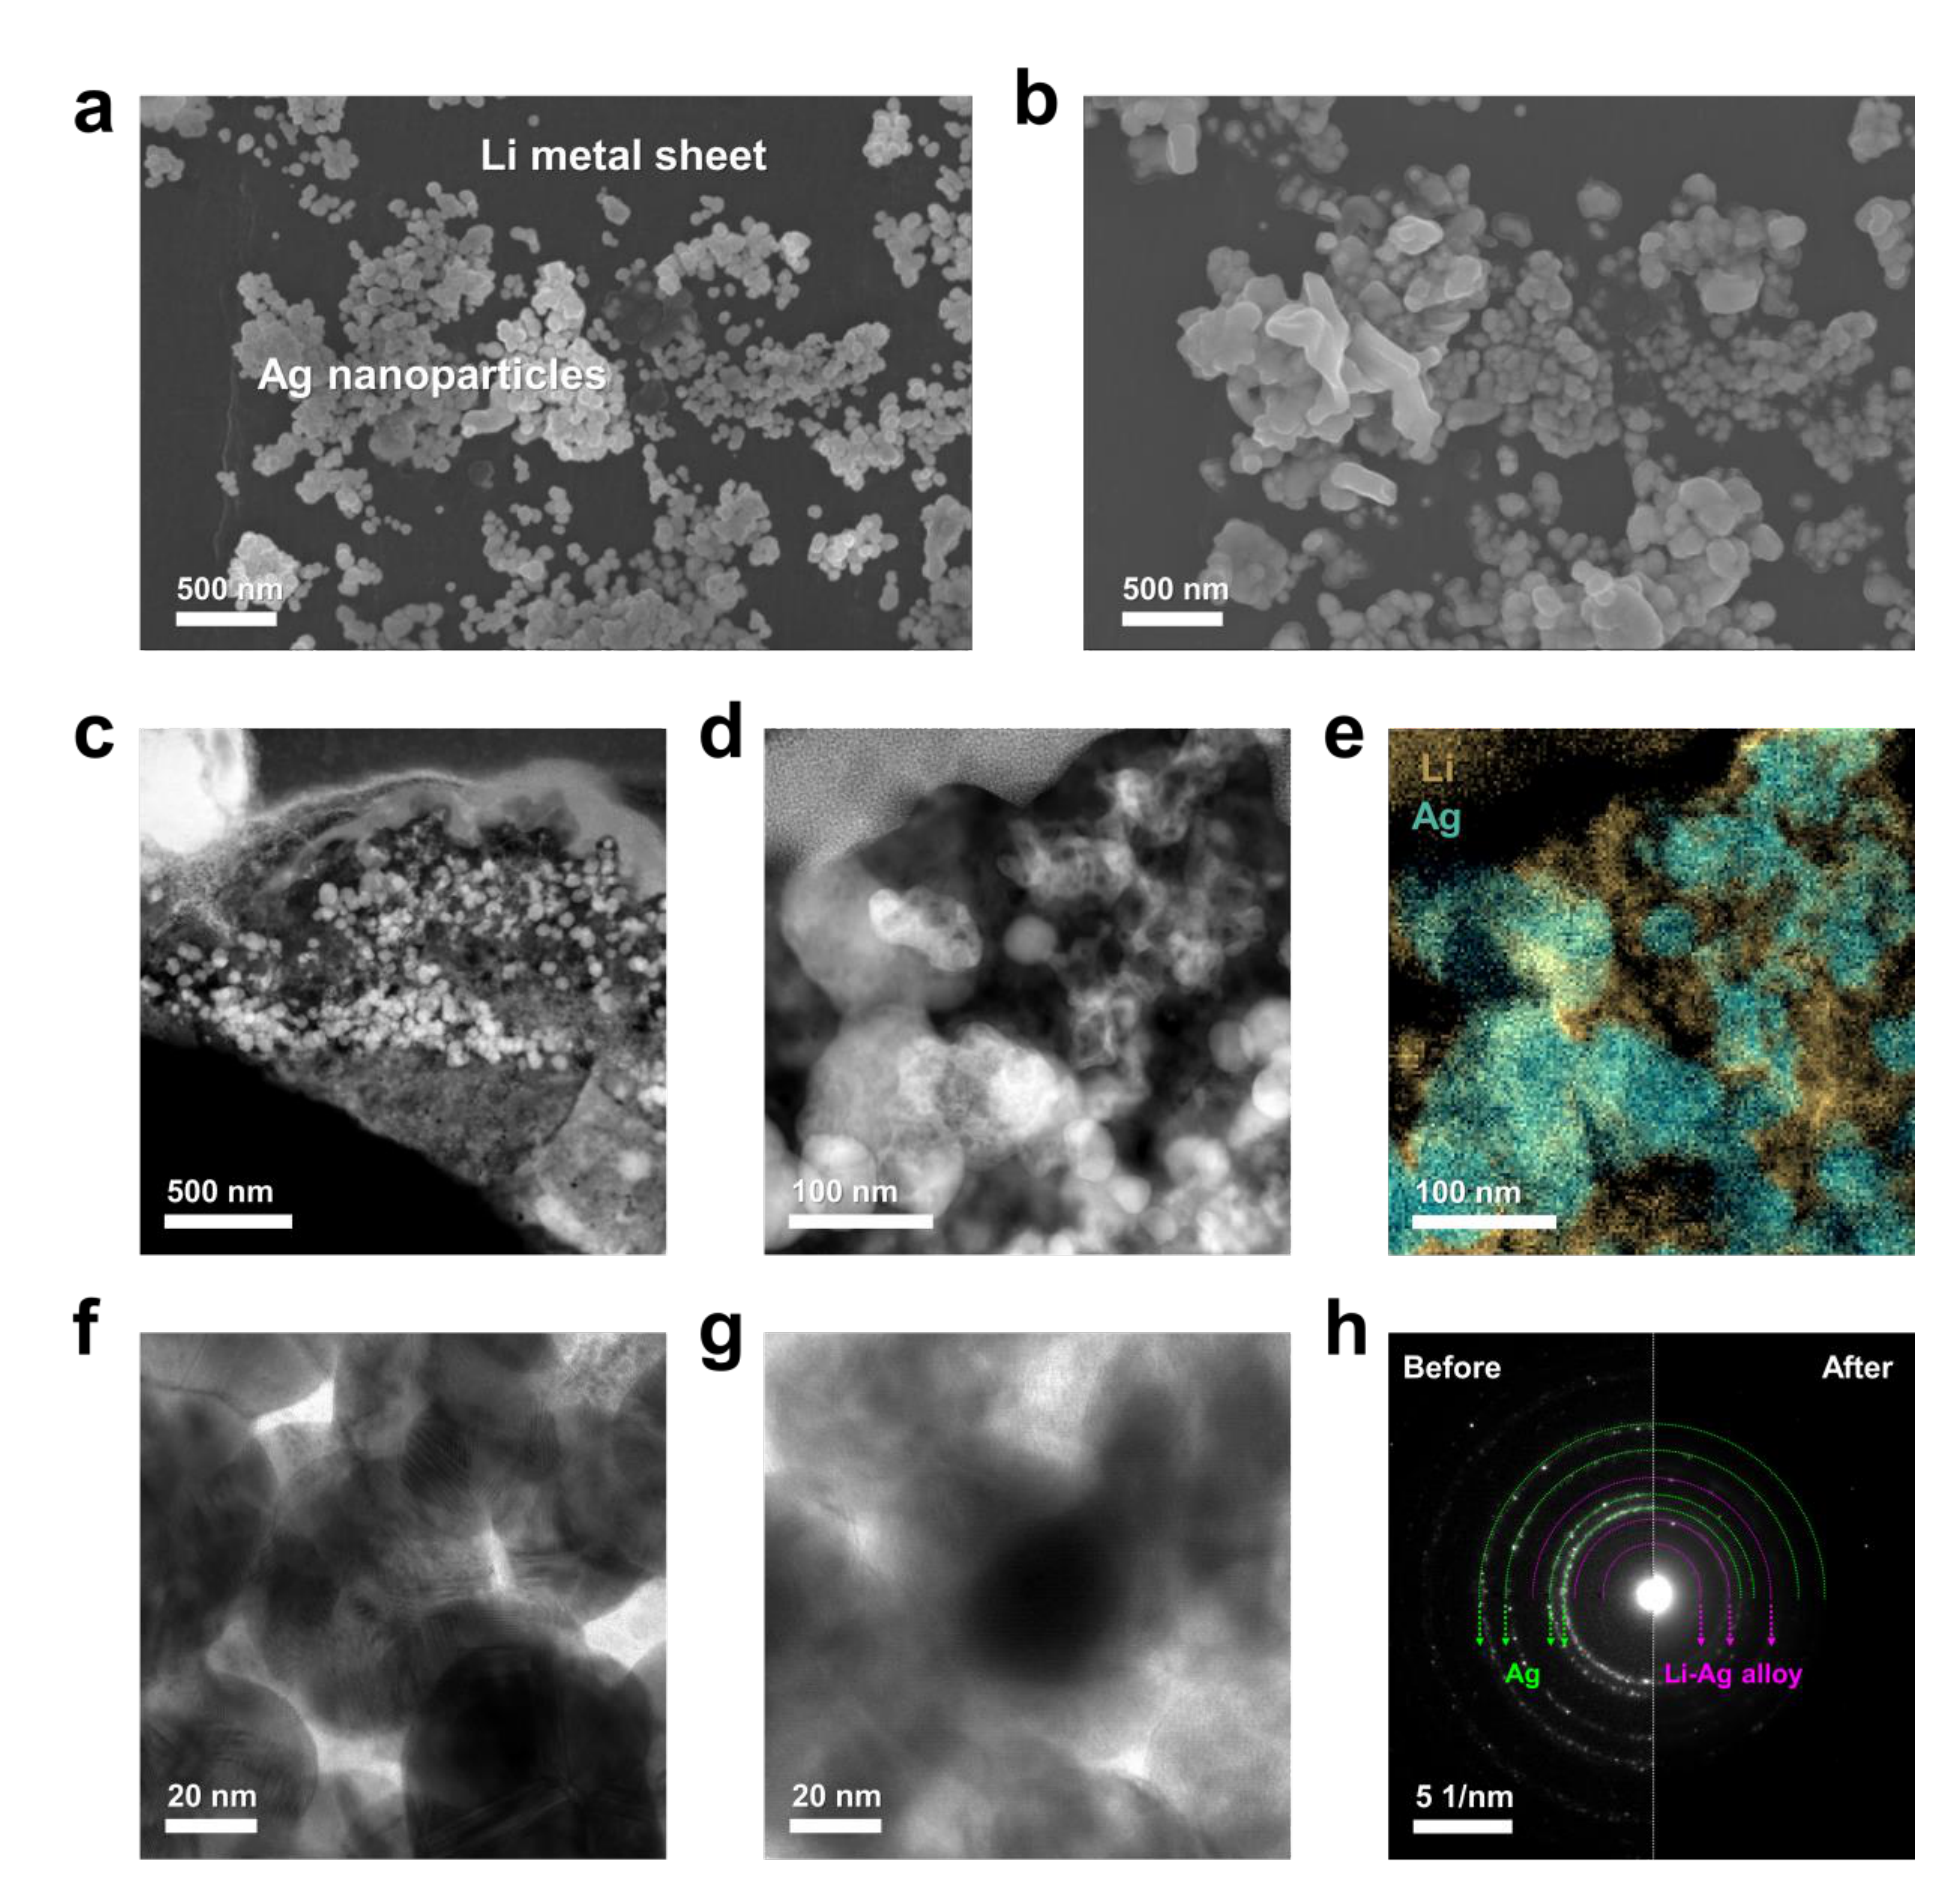 a
b
Li metal sheet
Ag nanoparticles
500 nm
500 nm
c
d
e
Li
Ag
500 nm
100 nm
100 nm
f
g
h
Before
After
Ag
Li-Ag alloy
20 nm
20 nm
5 1/nm